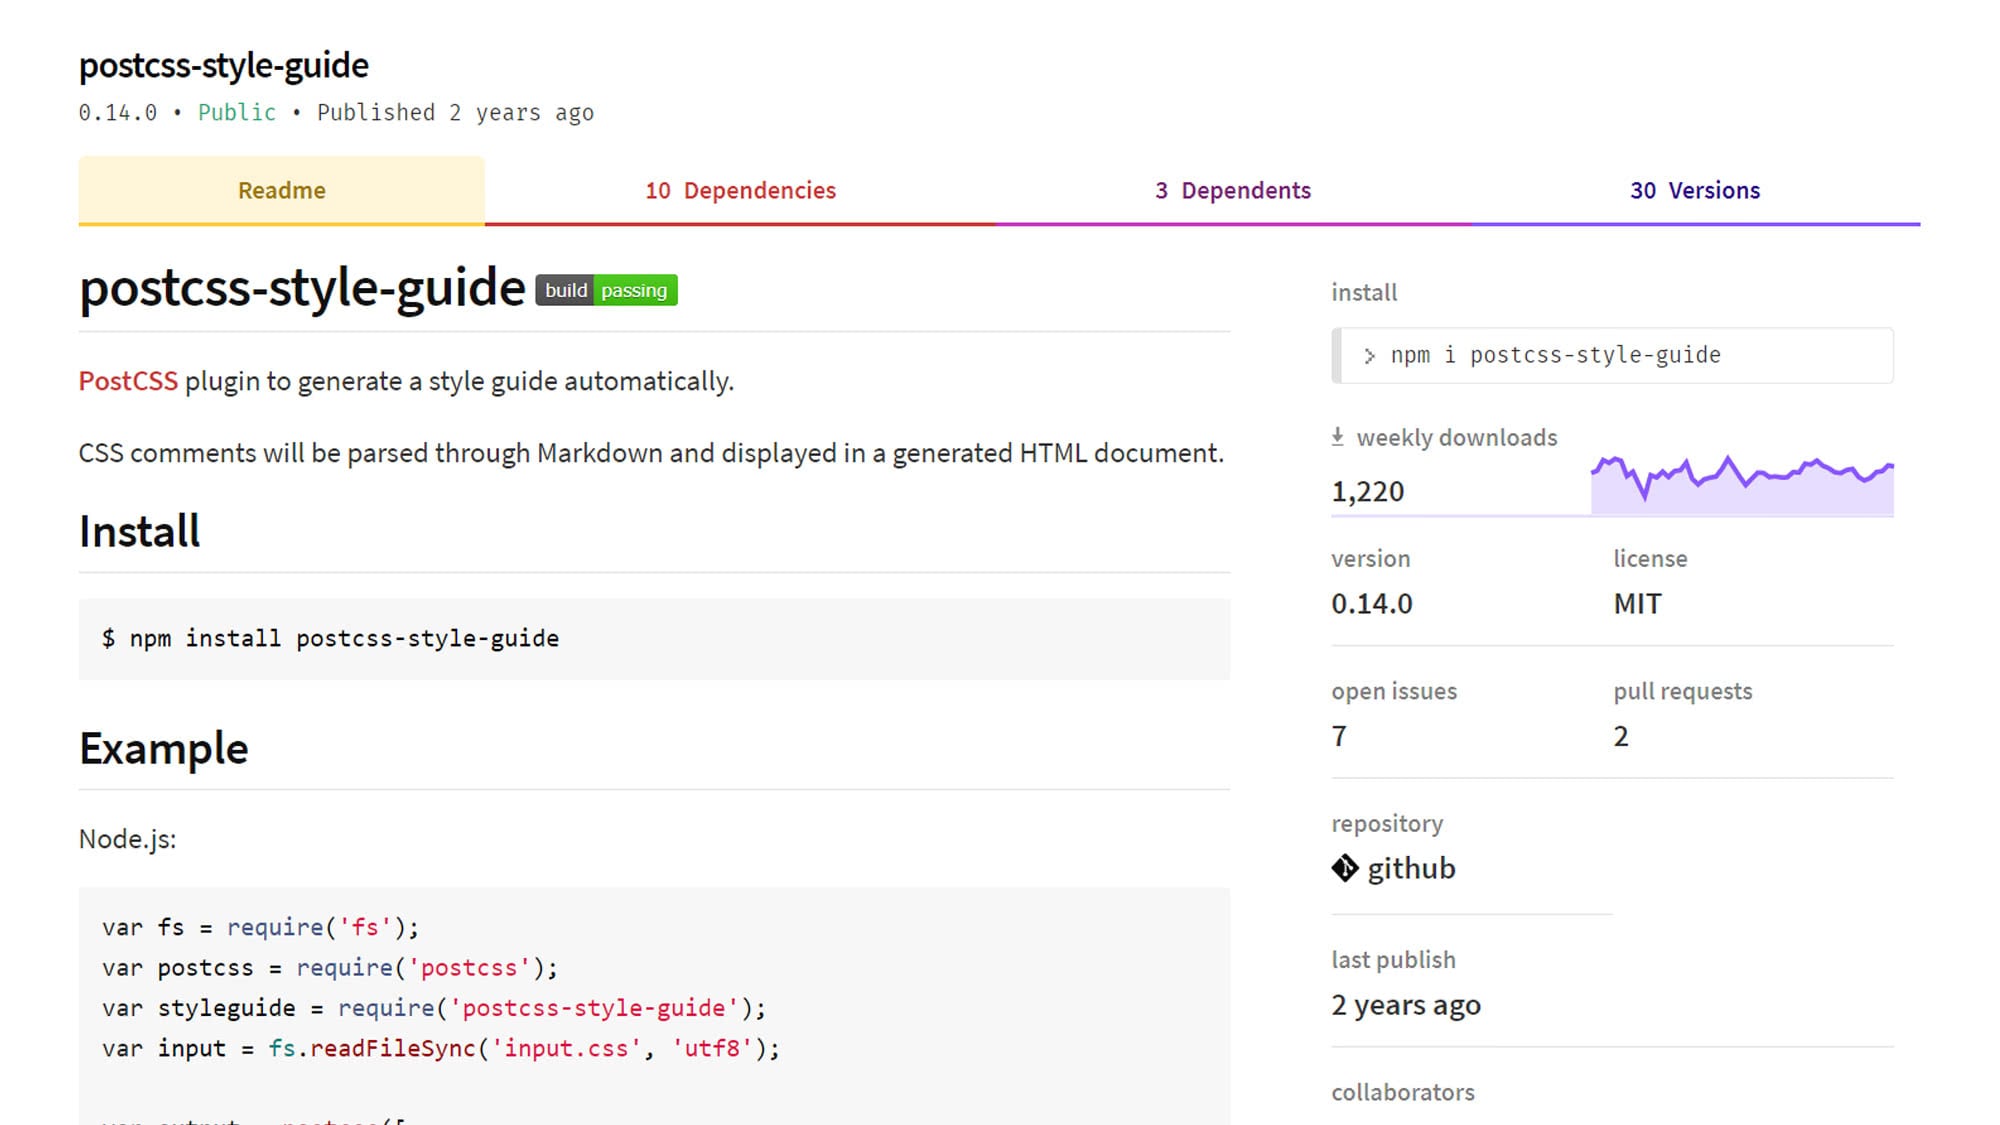 postcss-style-guide
0.14.0 • Public • Published 2 years ago
Readme
10 Dependencies
3 Dependents
30 Versions
postcss-style-guide build passing
PostCSS plugin to generate a style guide automatically.
CSS comments will be parsed through Markdown and displayed in a generated HTML document.
Install
$ npm install postcss-style-guide
Example
Node.js:
var fs = require('fs');
var postcss = require('postcss');
var styleguide = require('postcss-style-guide');
var input = fs.readFileSync('input.css', 'utf8');
install
> npm i postcss-style-guide
weekly downloads
1,220
version
0.14.0
license
MIT
open issues
7
pull requests
2
repository
github
last publish
2 years ago
collaborators